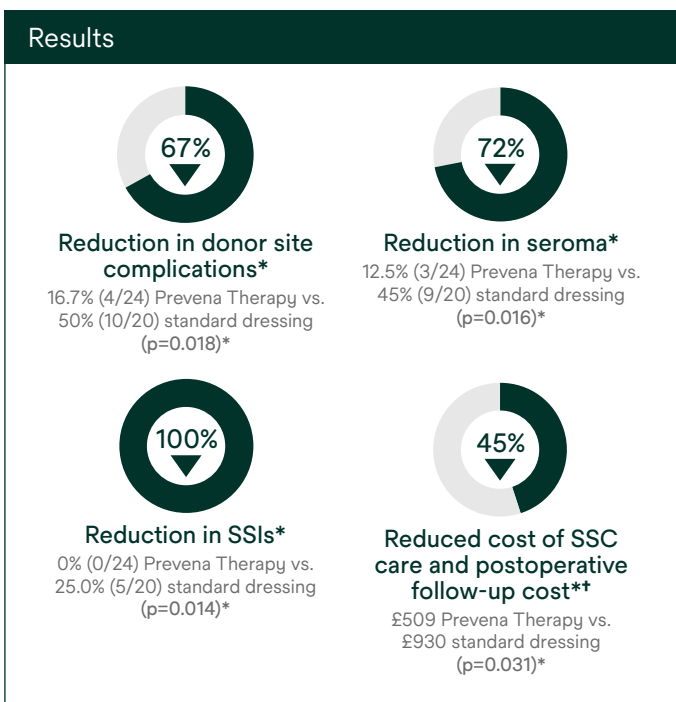 Results
67%
Reduction in donor site
complications*
16.7% (4/24) Prevena Therapy vs.
50% (10/20) standard dressing
(p=0.018)*
72%
Reduction in seroma*
12.5% (3/24) Prevena Therapy vs.
45% (9/20) standard dressing
(p=0.016)*
100%
Reduction in SSIs*
0% (0/24) Prevena Therapy vs.
25.0% (5/20) standard dressing
(p=0.014)*
45%
Reduced cost of SSC
care and postoperative
follow-up cost*†
£509 Prevena Therapy vs.
£930 standard dressing
(p=0.031)*